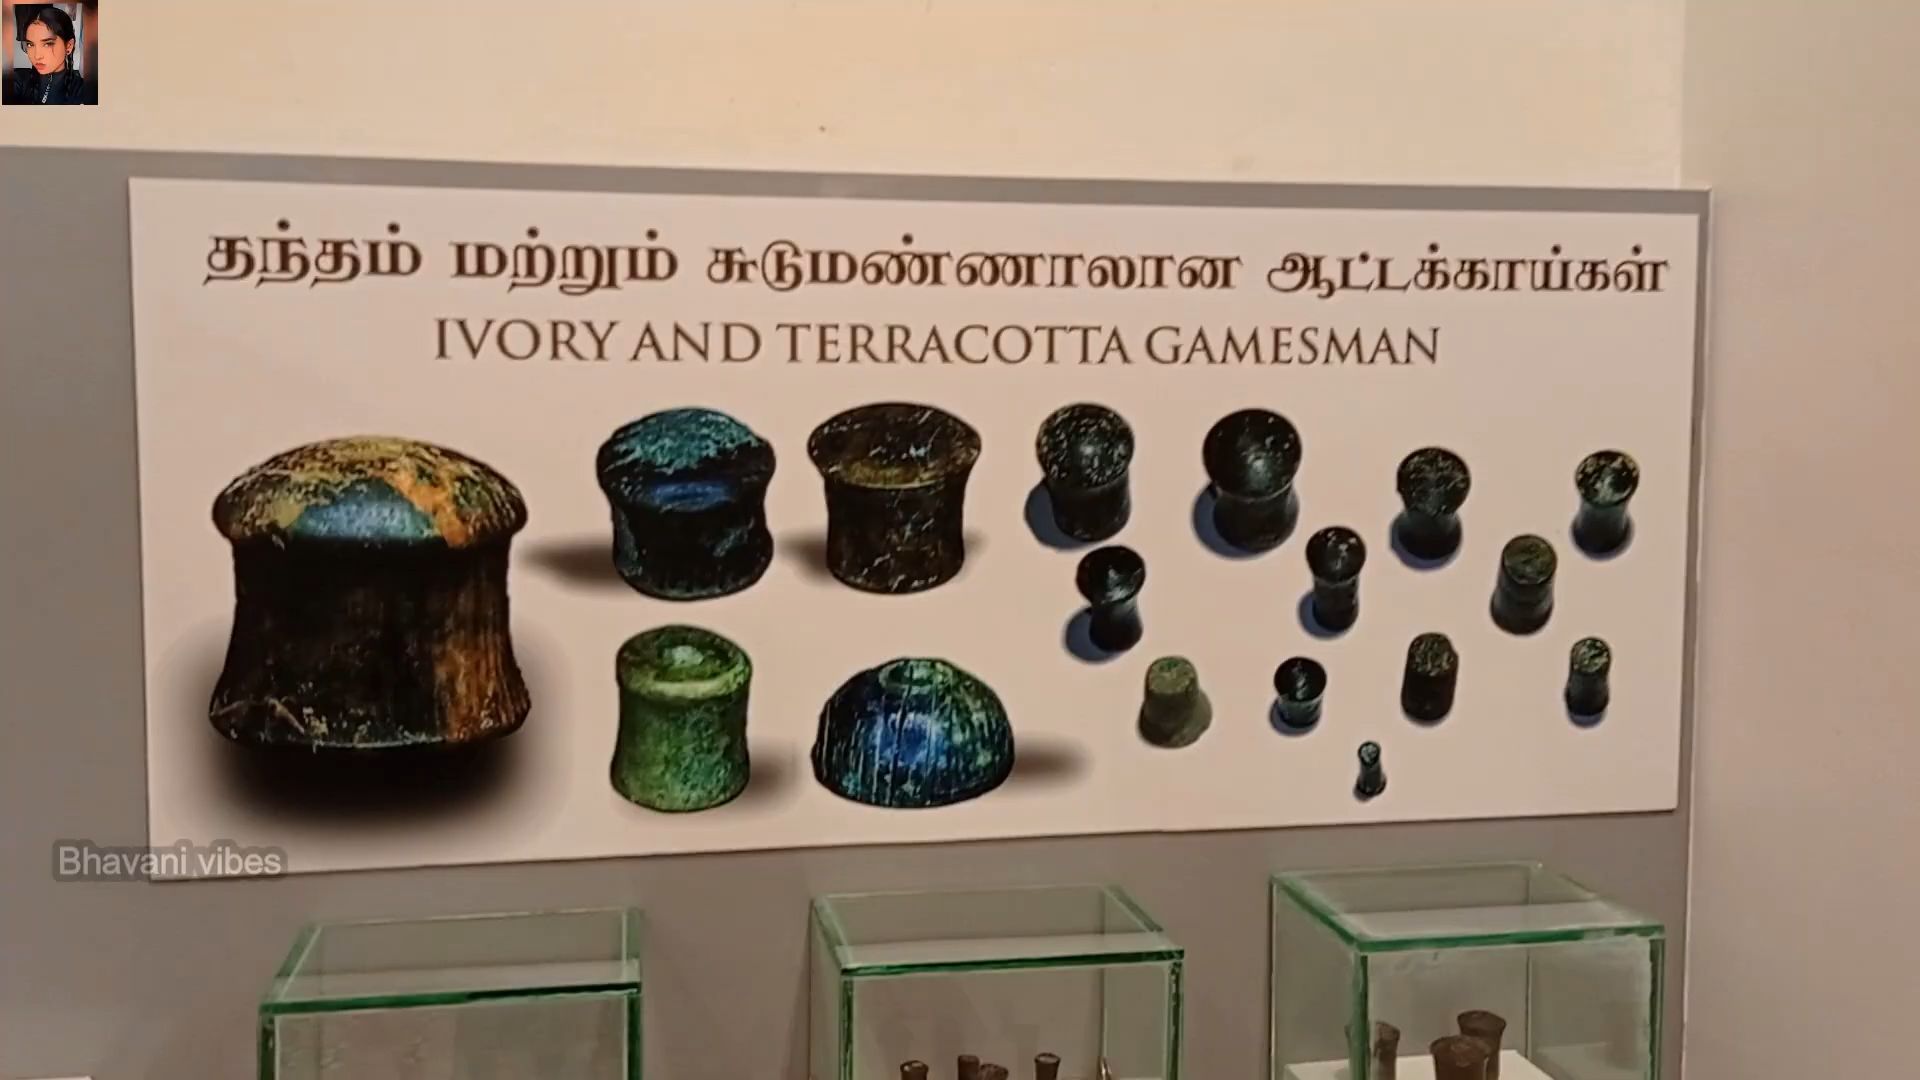 தந்தம் மற்றும் சுடுமண்ணாலான ஆட்டக்காய்கள்
IVORY AND TERRACOTTA GAMESMAN
Bhavani vibes